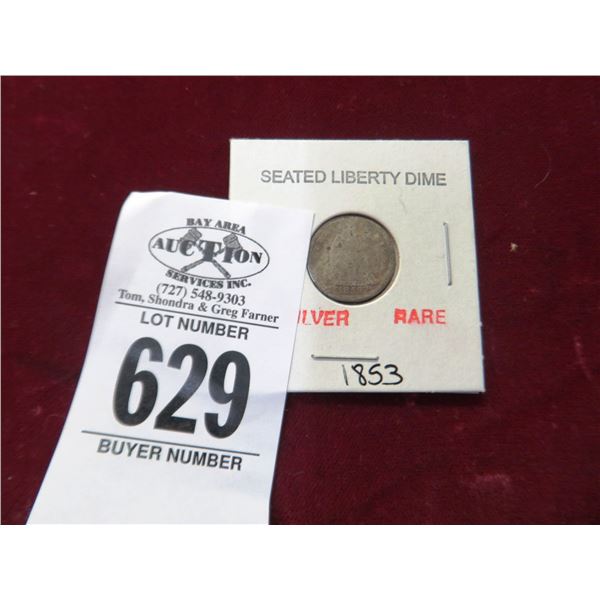 BAY AREA
AUCTION
SERVICES INC.
(727) 548-9303
Tom, Shondra & Greg Farner
LOT NUMBER
629
BUYER NUMBER
SEATED LIBERTY DIME
ILVER RARE
1853